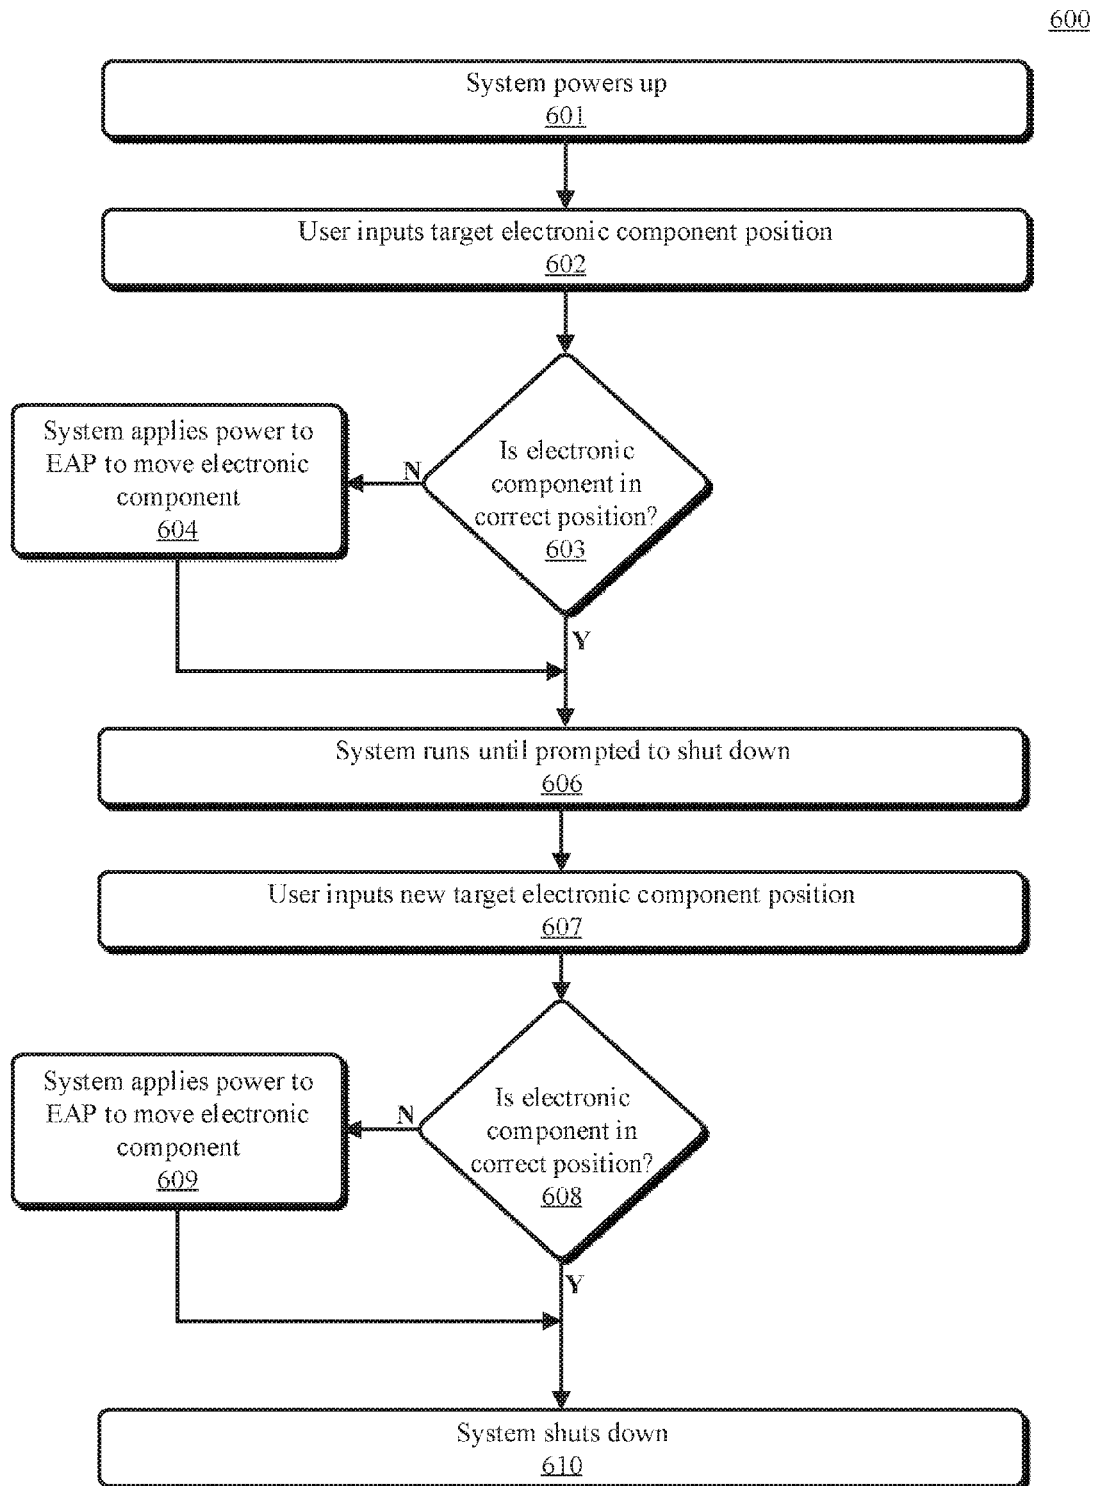 600
System powers up
601
User inputs target electronic component position
602
System applies power to
EAP to move electronic
component
604
N
Is electronic
component in
correct position?
603
Y
System runs until prompted to shut down
606
User inputs new target electronic component position
607
System applies power to
EAP to move electronic
component
609
N
Is electronic
component in
correct position?
608
Y
System shuts down
610